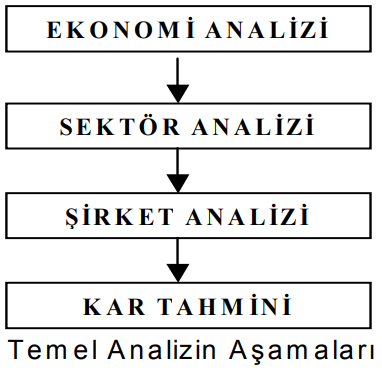 EKONOMİ ANALİZİ
SEKTÖR ANALİZİ
ŞİRKET ANALİZİ
KAR TAHMİNİ
Temel Analizin Aşamaları